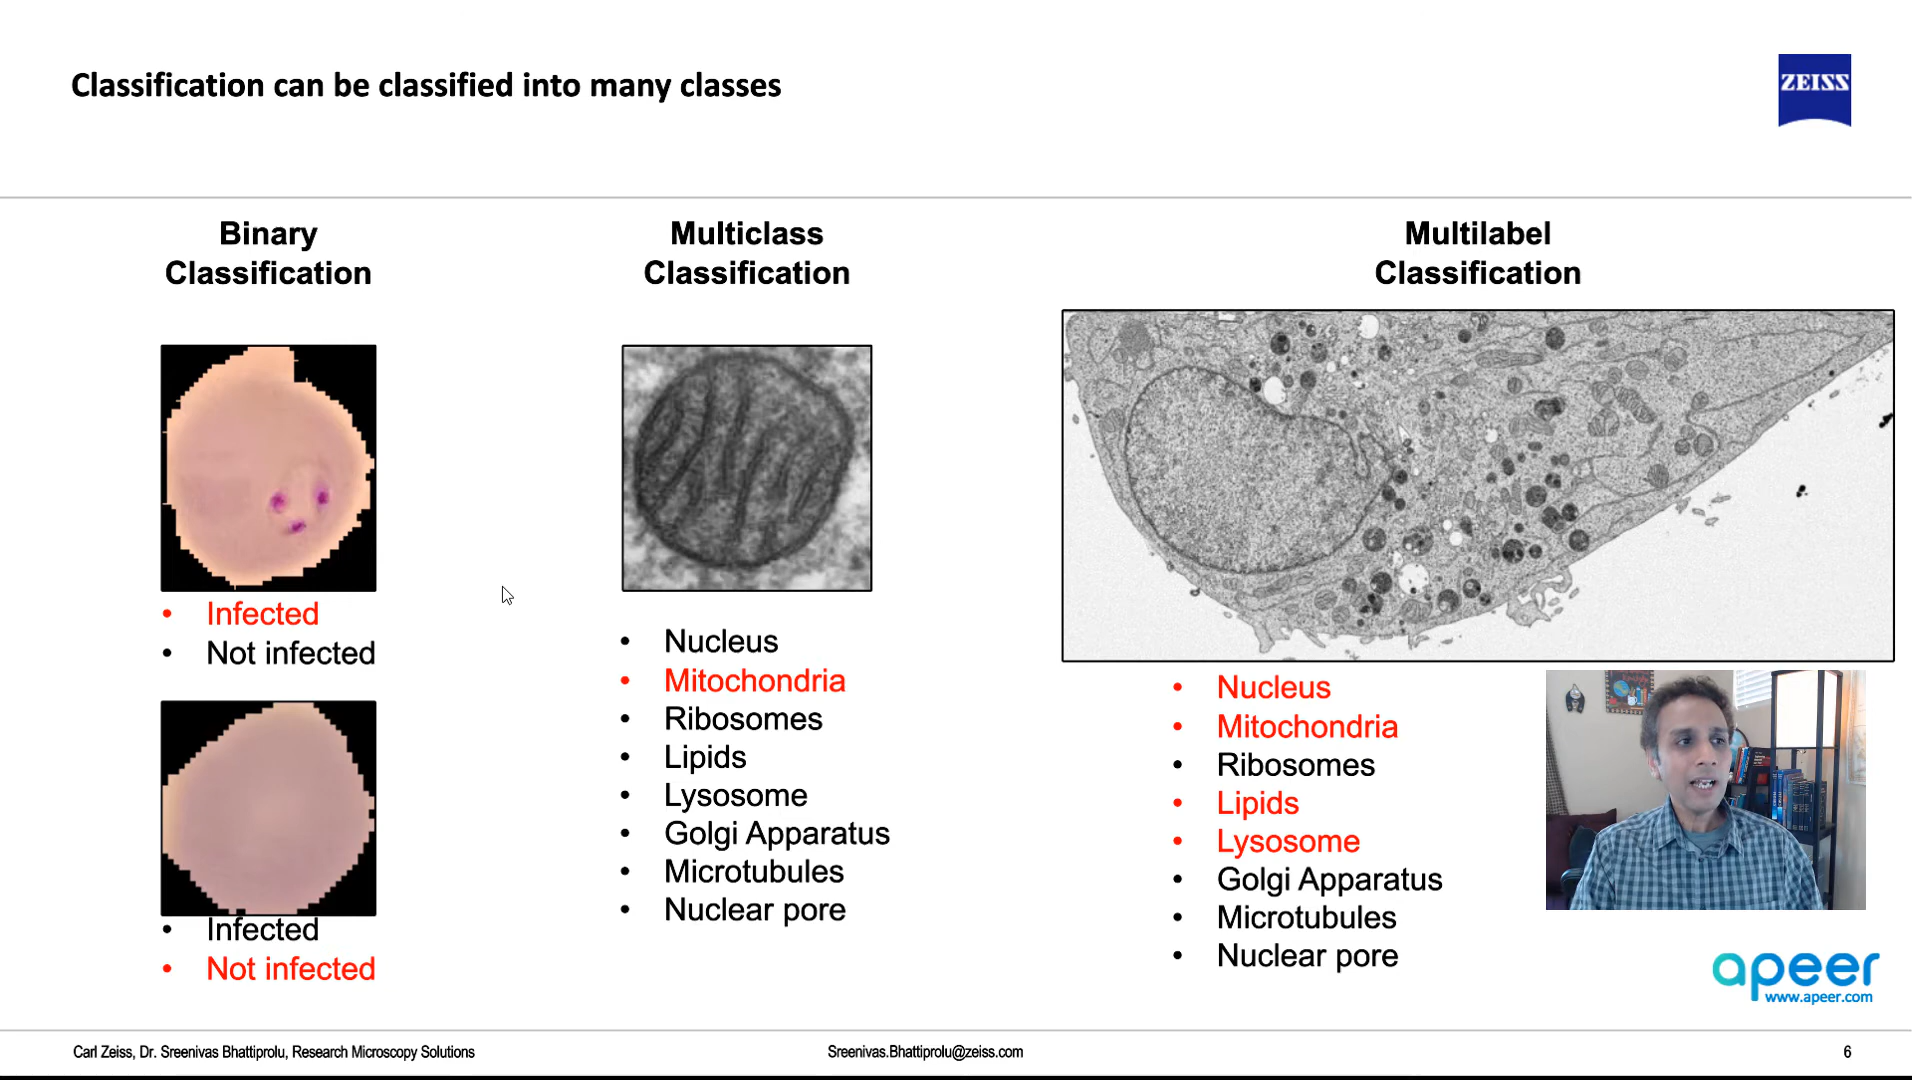 Classification can be classified into many classes
ZEISS
Binary
Classification
• Infected
• Not infected
• Infected
• Not infected
Multiclass
Classification
• Nucleus
• Mitochondria
• Ribosomes
• Lipids
• Lysosome
• Golgi Apparatus
• Microtubules
• Nuclear pore
Multilabel
Classification
• Nucleus
• Mitochondria
• Ribosomes
• Lipids
• Lysosome
• Golgi Apparatus
• Microtubules
• Nuclear pore
apeer
www.apeer.com
Carl Zeiss, Dr. Sreenivas Bhattiprolu, Research Microscopy Solutions
Sreenivas.Bhattiprolu@zeiss.com
6